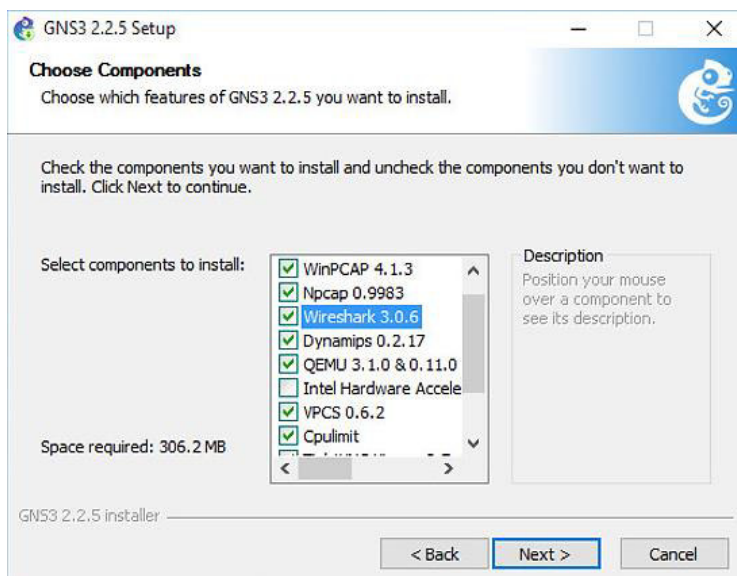 GNS3 2.2.5 Setup
Choose Components
Choose which features of GNS3 2.2.5 you want to install.
Check the components you want to install and uncheck the components you don't want to
install. Click Next to continue.
Select components to install:
WinPCAP 4.1.3
Npcap 0.9983
Wireshark 3.0.6
Dynamips 0.2.17
QEMU 3.1.0 & 0.11.0
Intel Hardware Accele
VPCS 0.6.2
Cpulimit
Space required: 306.2 MB
Description
Position your mouse
over a component to
see its description.
GNS3 2.2.5 installer
< Back
Next >
Cancel